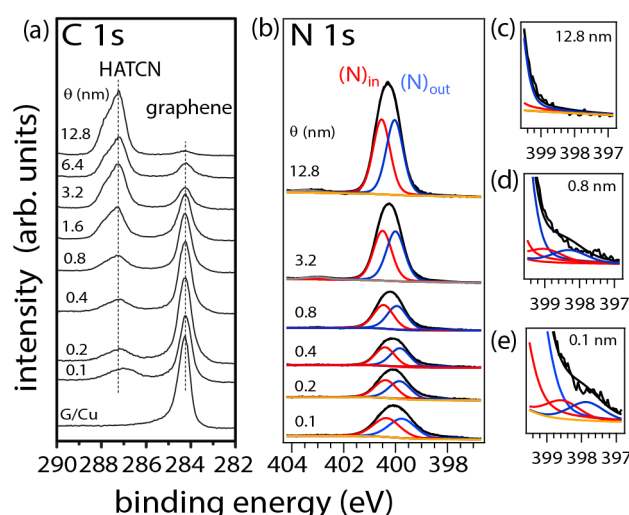 (a)
C 1s
HATCN
graphene
θ (nm)
12.8
6.4
3.2
1.6
0.8
0.4
0.2
0.1
G/Cu
290 288 286 284 282
(b)
N 1s
(N)in
(N)out
θ (nm)
12.8
3.2
0.8
0.4
0.2
0.1
404 402 400 398
(c)
12.8 nm
399 398 397
(d)
0.8 nm
399 398 397
(e)
0.1 nm
399 398 397
intensity (arb. units)
binding energy (eV)